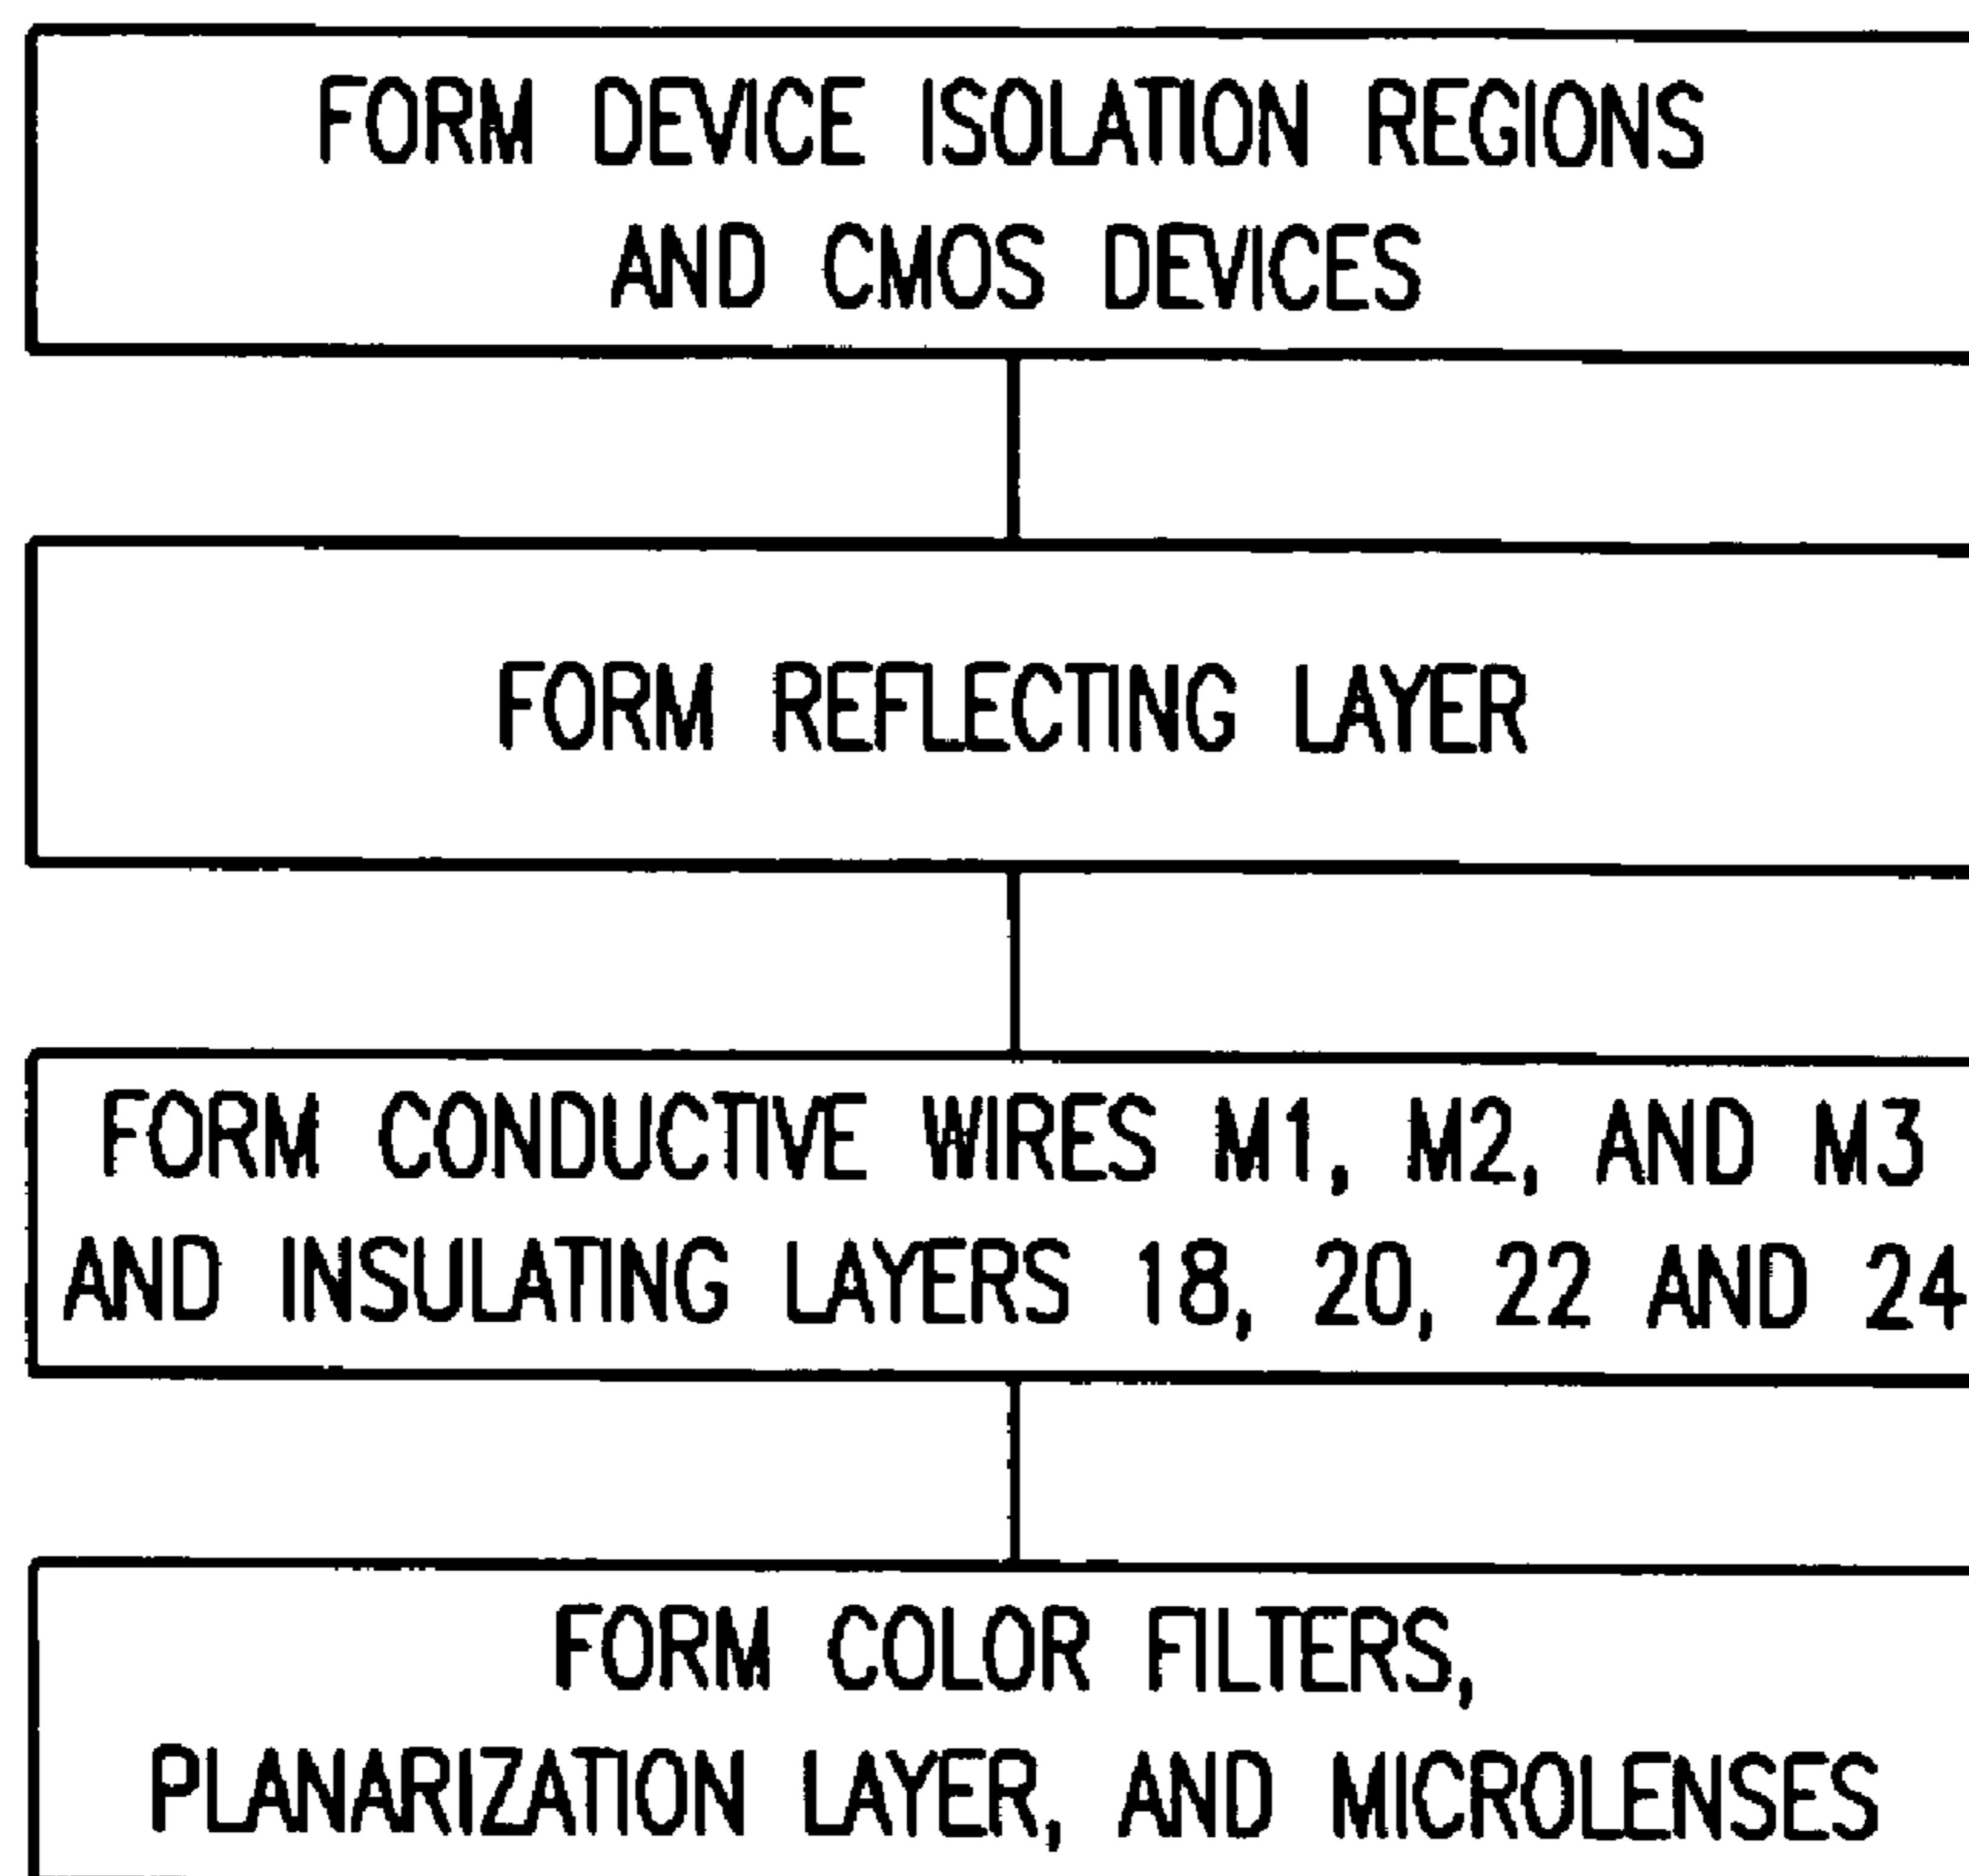 FORM DEVICE ISOLATION REGIONS
AND CMOS DEVICES
FORM REFLECTING LAYER
FORM CONDUCTIVE WIRES M1, M2, AND M3
AND INSULATING LAYERS 18, 20, 22 AND 24
FORM COLOR FILTERS,
PLANARIZATION LAYER, AND MICROLENSES